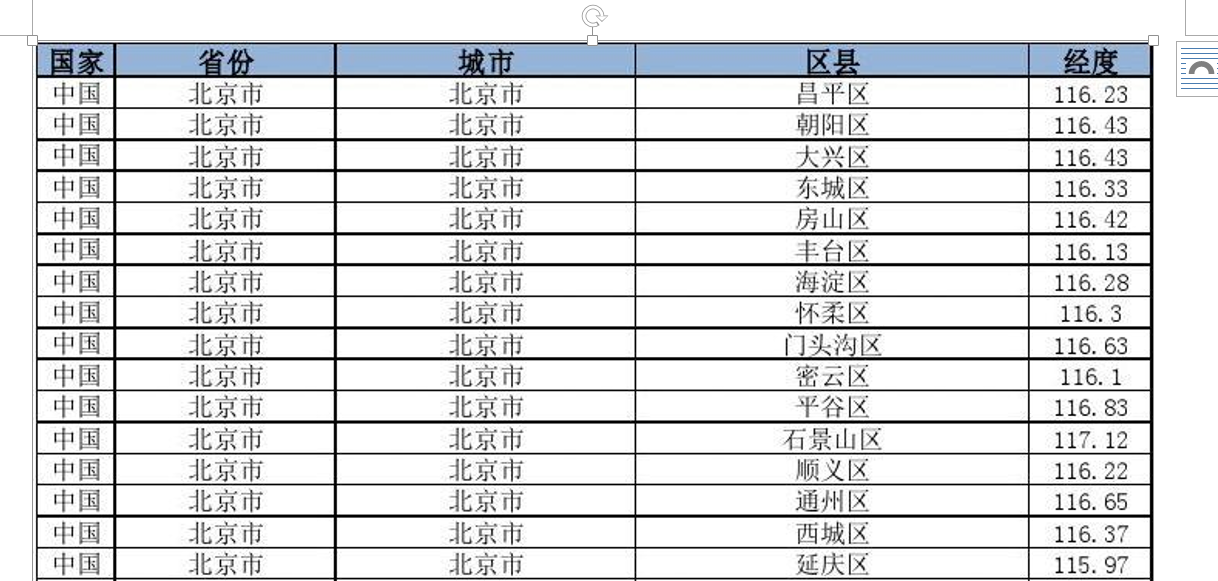 国家 省份 城市 区县 经度
中国 北京市 北京市 昌平区 116.23
中国 北京市 北京市 朝阳区 116.43
中国 北京市 北京市 大兴区 116.43
中国 北京市 北京市 东城区 116.33
中国 北京市 北京市 房山区 116.42
中国 北京市 北京市 丰台区 116.13
中国 北京市 北京市 海淀区 116.28
中国 北京市 北京市 怀柔区 116.3
中国 北京市 北京市 门头沟区 116.63
中国 北京市 北京市 密云区 116.1
中国 北京市 北京市 平谷区 116.83
中国 北京市 北京市 石景山区 117.12
中国 北京市 北京市 顺义区 116.22
中国 北京市 北京市 通州区 116.65
中国 北京市 北京市 西城区 116.37
中国 北京市 北京市 延庆区 115.97